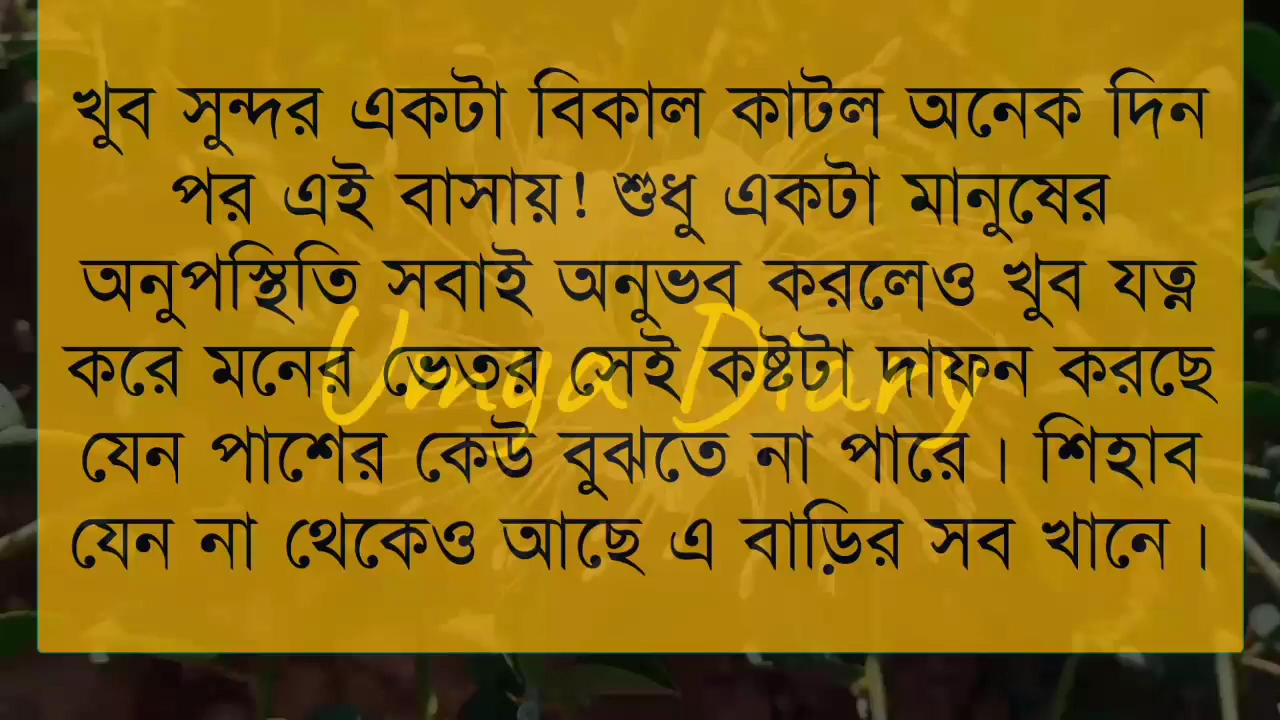 খুব সুন্দর একটা বিকাল কাটল অনেক দিন
পর এই বাসায়! শুধু একটা মানুষের
অনুপস্থিতি সবাই অনুভব করলেও খুব যত্ন
করে মনের ভেতর সেই কষ্টটা দাফন করছে
যেন পাশের কেউ বুঝতে না পারে। শিহাব
যেন না থেকেও আছে এ বাড়ির সব খানে।
Diary